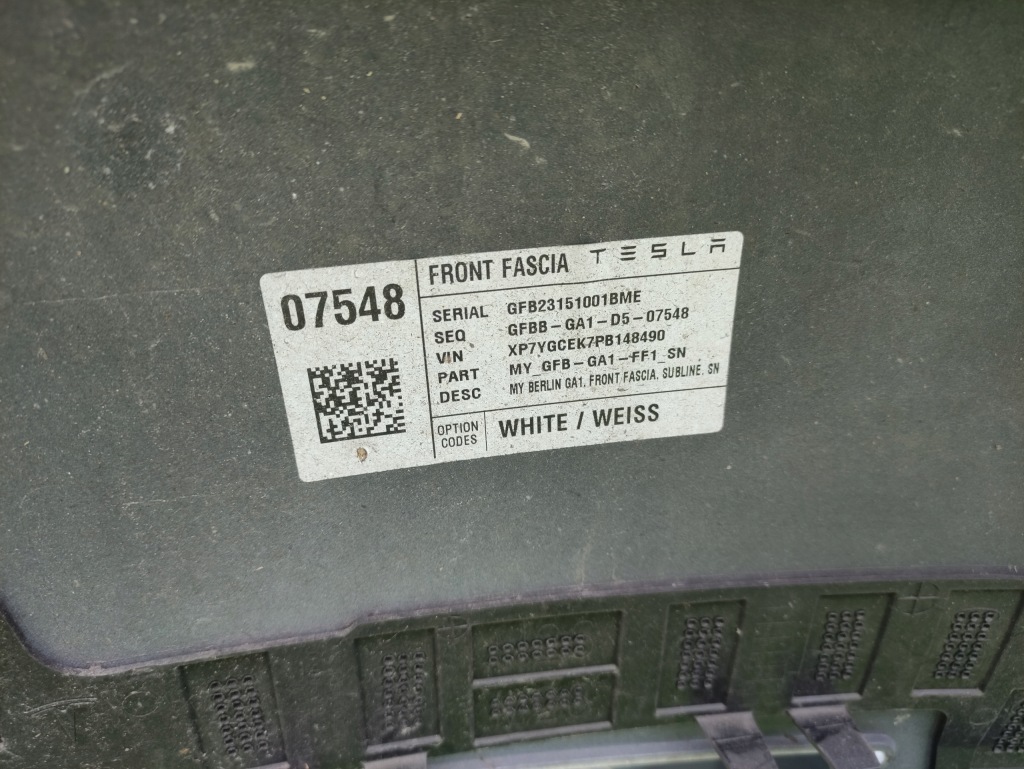 07548
FRONT FASCIA TESLA
SERIAL GFB23151001BME
SEQ GFBB-GA1-D5-07548
VIN XP7YGCEK7PB148490
PART MY_GFB-GA1-FF1_SN
DESC MY BERLIN GA1, FRONT FASCIA, SUBLINE, SN
OPTION CODES WHITE / WEISS